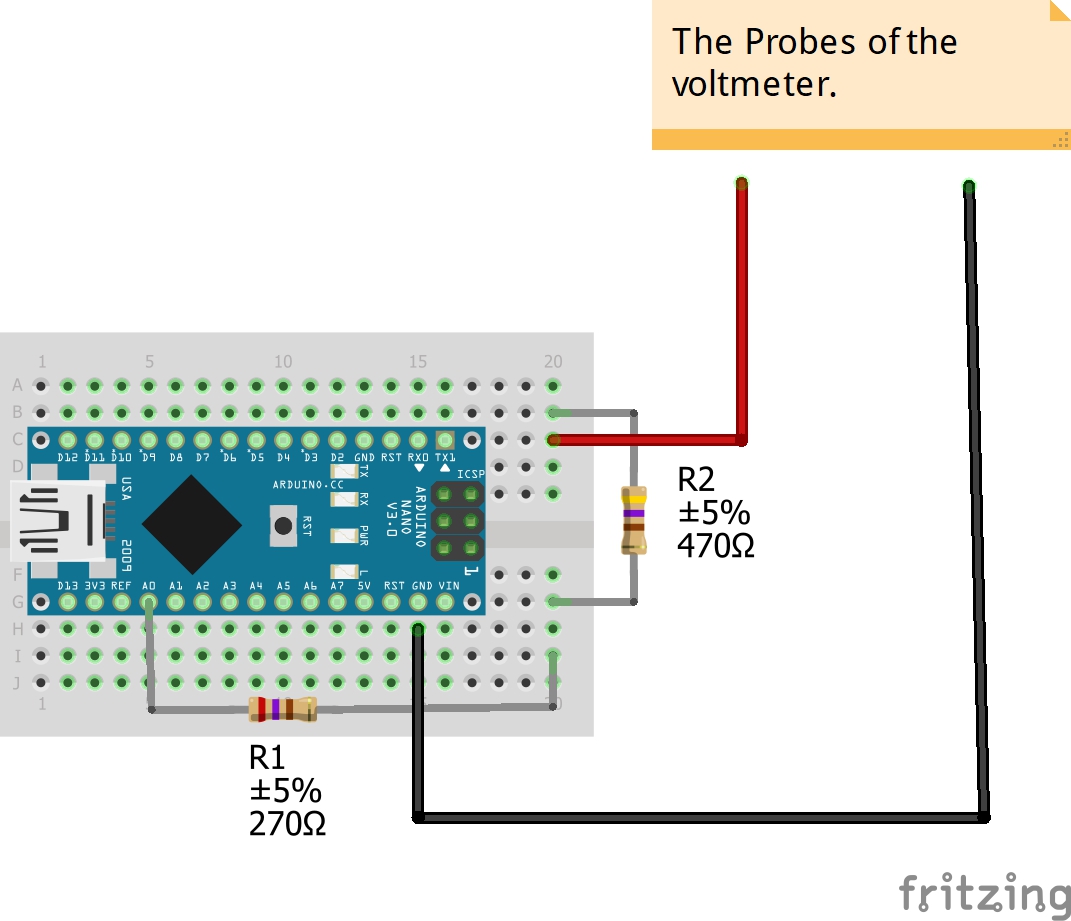 The Probes of the
voltmeter.
1 5 10 15 20
A
B
C
D12 D11 D10 D9 D8 D7 D6 D5 D4 D3 D2 GND RST RX0 TX1
D
TX
ICSP
R2
±5%
470Ω
USA
ARDUINO.CC
RX
ARDUINO
NANO
V3.0
RST
PWR
2009
L
1
F
D13 3V3 REF A0 A1 A2 A3 A4 A5 A6 A7 5V RST GND VIN
G
H
I
J
1
R1
±5%
270Ω
fritzing